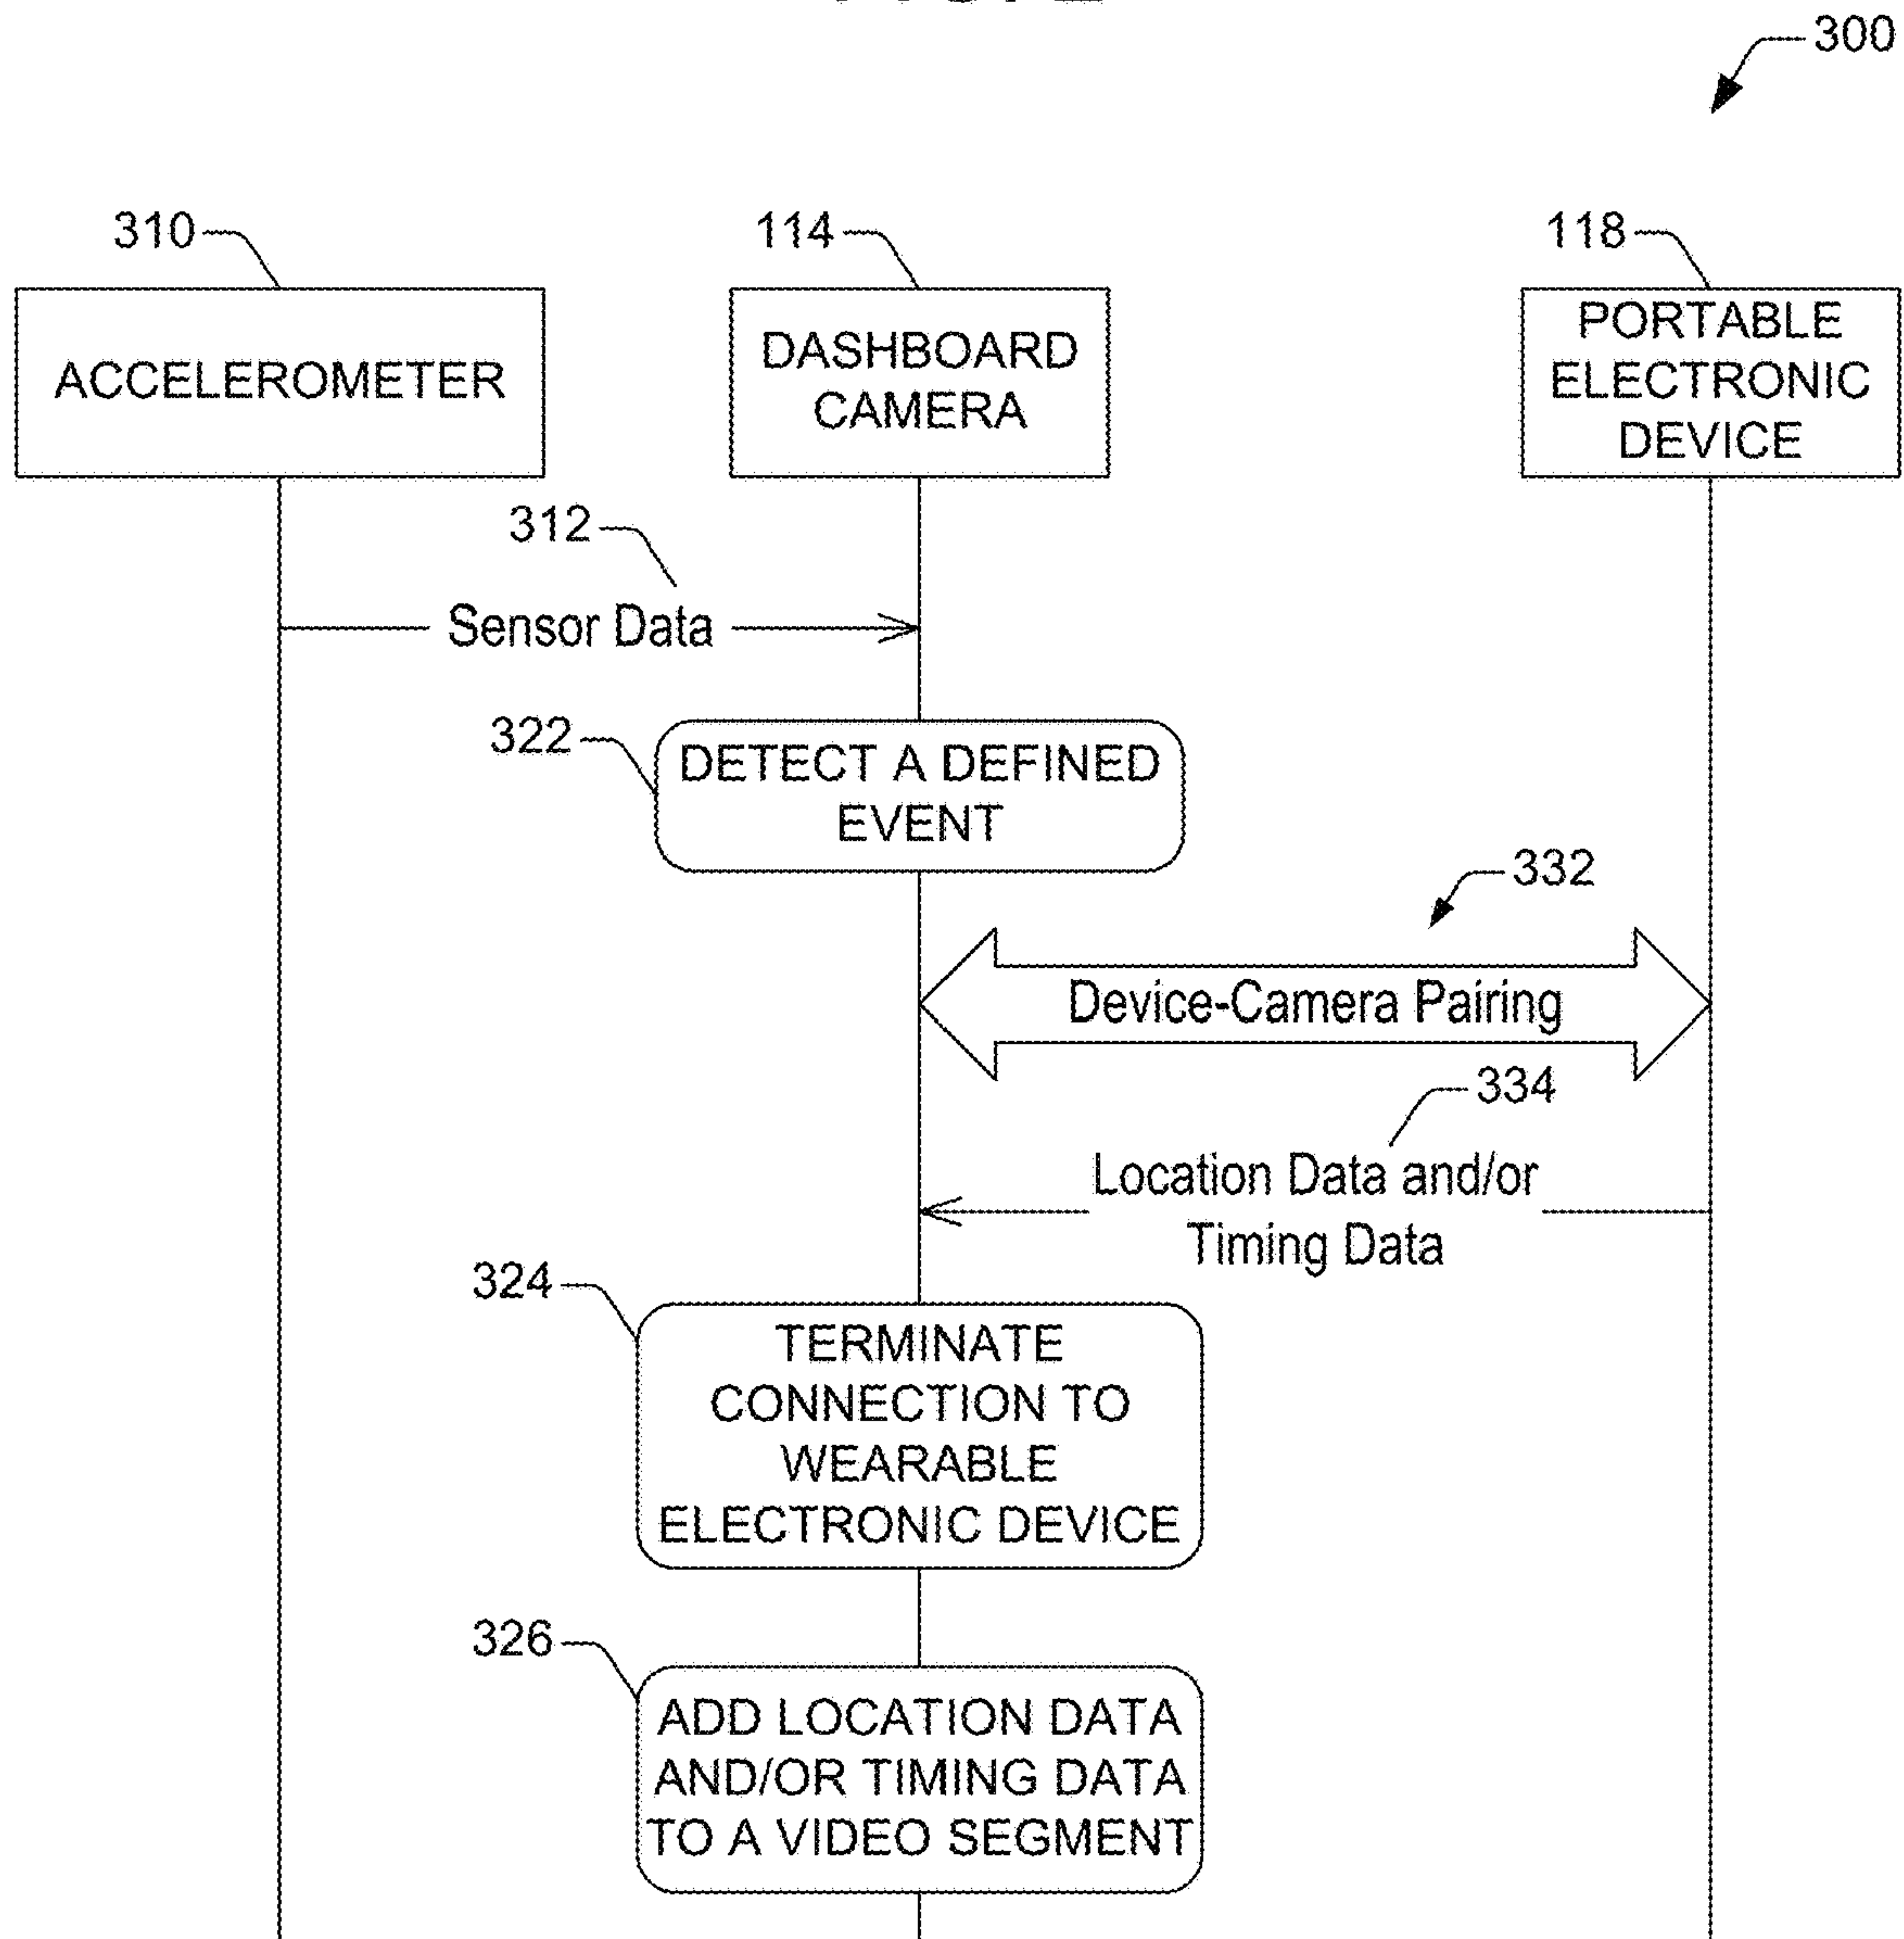 300
310
114
118
ACCELEROMETER
DASHBOARD
CAMERA
PORTABLE
ELECTRONIC
DEVICE
312
Sensor Data
322
DETECT A DEFINED
EVENT
332
Device-Camera Pairing
334
Location Data and/or
Timing Data
324
TERMINATE
CONNECTION TO
WEARABLE
ELECTRONIC DEVICE
326
ADD LOCATION DATA
AND/OR TIMING DATA
TO A VIDEO SEGMENT